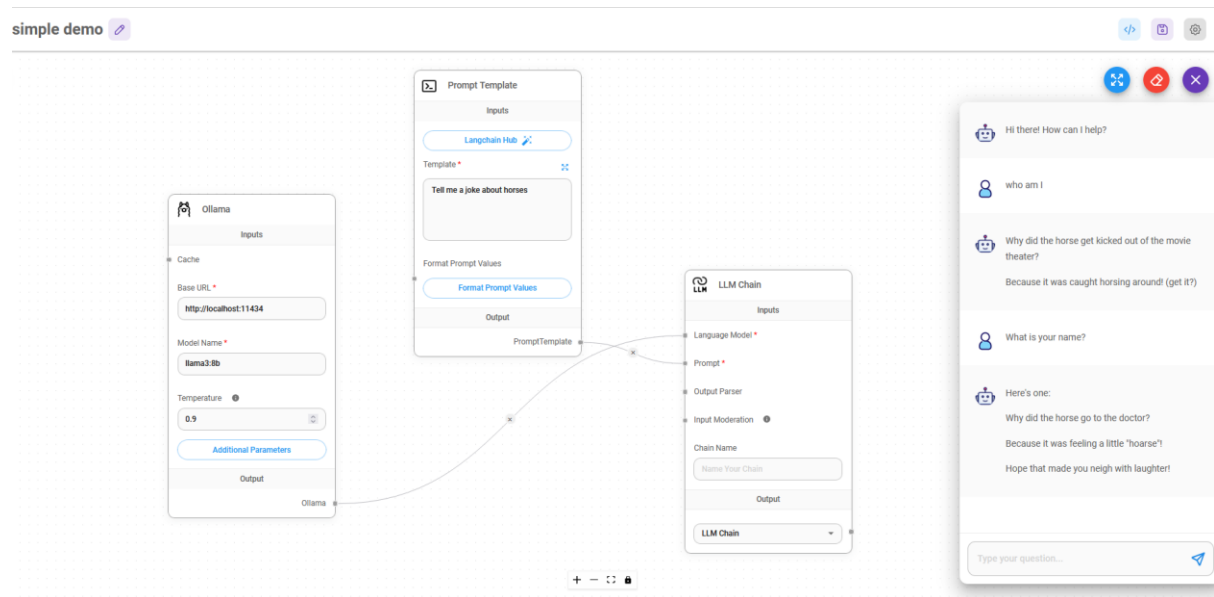 simple demo
Prompt Template
Inputs
Langchain Hub
Template *
Tell me a joke about horses
Format Prompt Values
Format Prompt Values
Output
PromptTemplate
Ollama
Inputs
Cache
Base URL *
http://localhost:11434
Model Name *
llama3:8b
Temperature
0.9
Additional Parameters
Output
Ollama
LLM
LLM Chain
Inputs
Language Model *
Prompt *
Output Parser
Input Moderation
Chain Name
Name Your Chain
Output
LLM Chain
Hi there! How can I help?
who am I
Why did the horse get kicked out of the movie
theater?
Because it was caught horsing around! (get it?)
What is your name?
Here's one:
Why did the horse go to the doctor?
Because it was feeling a little "hoarse"!
Hope that made you neigh with laughter!
Type your question...